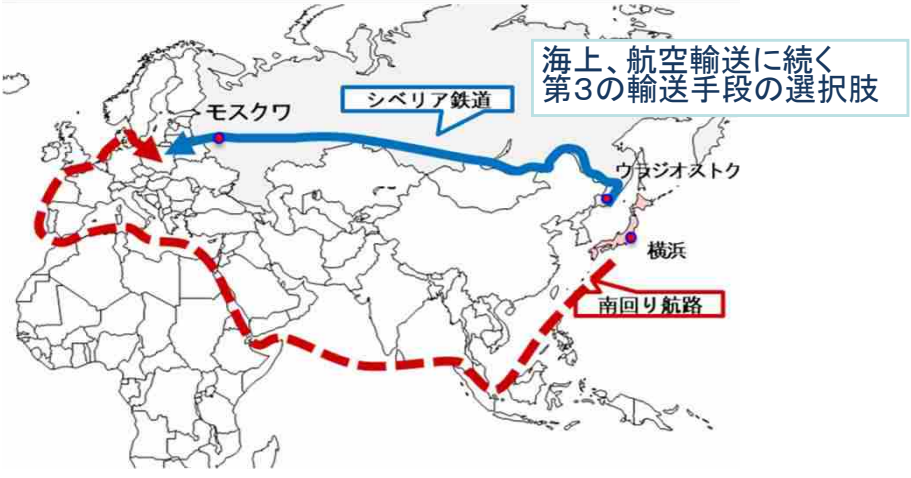 海上、航空輸送に続く
第３の輸送手段の選択肢
シベリア鉄道
モスクワ
ウラジオストク
横浜
南回り航路